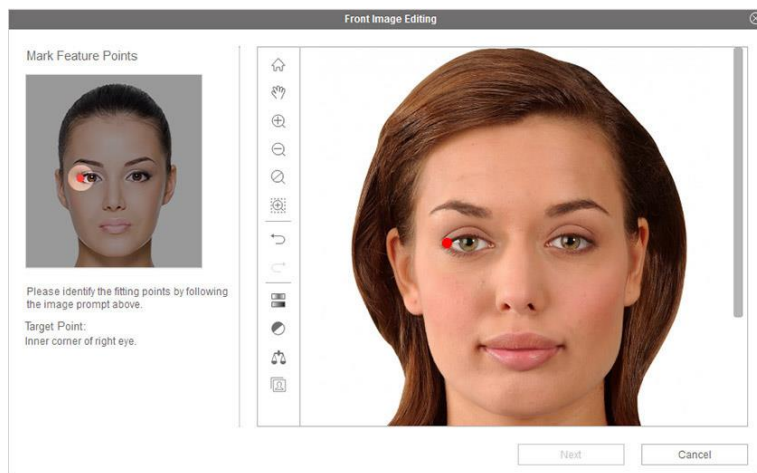 Front Image Editing
Mark Feature Points
Please identify the fitting points by following
the image prompt above.
Target Point:
Inner corner of right eye.
Next
Cancel